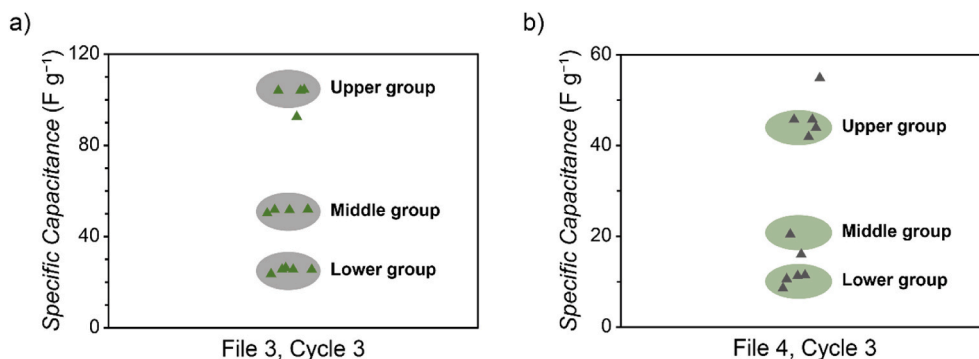 a)
Specific Capacitance (F g⁻¹)
120
80
40
0
Upper group
Middle group
Lower group
File 3, Cycle 3
b)
Specific Capacitance (F g⁻¹)
60
40
20
0
Upper group
Middle group
Lower group
File 4, Cycle 3